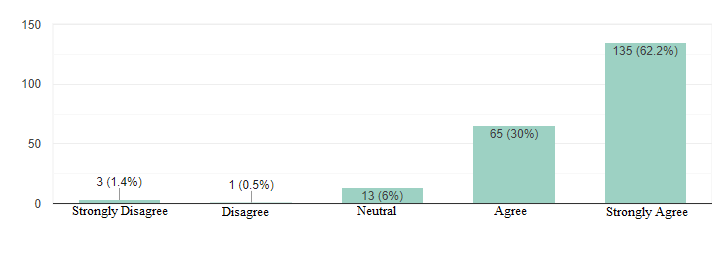 150
135 (62.2%)
100
65 (30%)
50
3 (1.4%)
1 (0.5%)
13 (6%)
0
Strongly Disagree
Disagree
Neutral
Agree
Strongly Agree